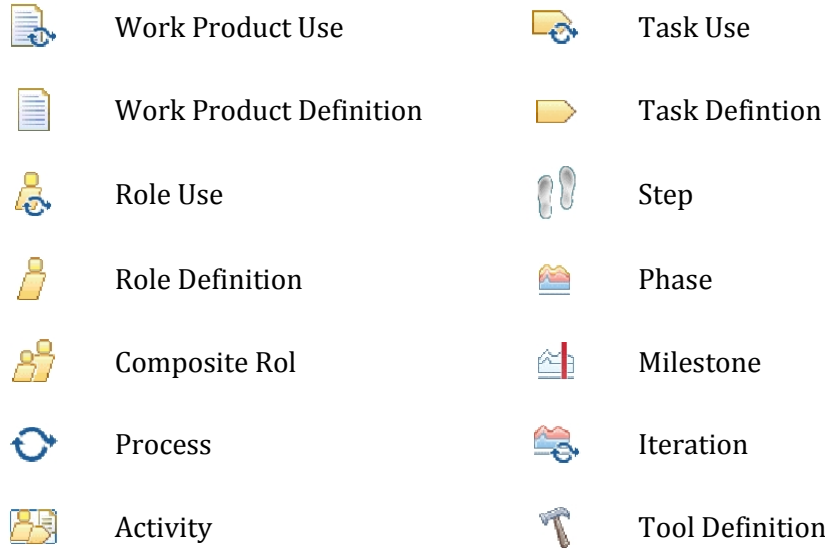 Work Product Use
Task Use
Work Product Definition
Task Defintion
Role Use
Step
Role Definition
Phase
Composite Rol
Milestone
Process
Iteration
Activity
Tool Definition